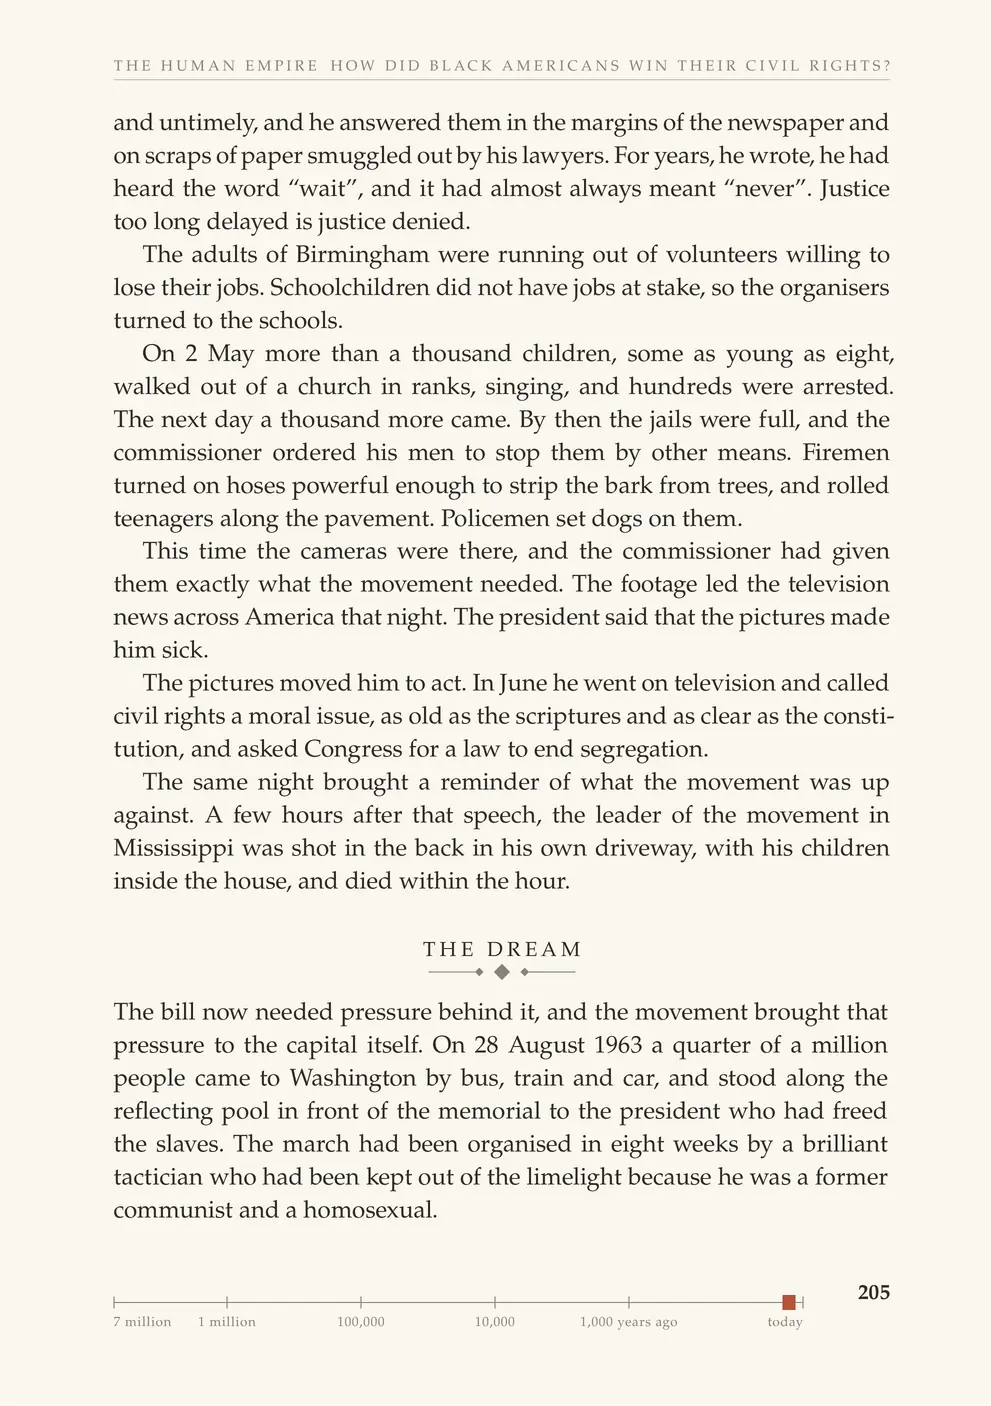 THE HUMAN EMPIRE HOW DID BLACK AMERICANS WIN THEIR CIVIL RIGHTS?
and untimely, and he answered them in the margins of the newspaper and
on scraps of paper smuggled out by his lawyers. For years, he wrote, he had
heard the word “wait”, and it had almost always meant “never”. Justice
too long delayed is justice denied.
The adults of Birmingham were running out of volunteers willing to
lose their jobs. Schoolchildren did not have jobs at stake, so the organisers
turned to the schools.
On 2 May more than a thousand children, some as young as eight,
walked out of a church in ranks, singing, and hundreds were arrested.
The next day a thousand more came. By then the jails were full, and the
commissioner ordered his men to stop them by other means. Firemen
turned on hoses powerful enough to strip the bark from trees, and rolled
teenagers along the pavement. Policemen set dogs on them.
This time the cameras were there, and the commissioner had given
them exactly what the movement needed. The footage led the television
news across America that night. The president said that the pictures made
him sick.
The pictures moved him to act. In June he went on television and called
civil rights a moral issue, as old as the scriptures and as clear as the consti-
tution, and asked Congress for a law to end segregation.
The same night brought a reminder of what the movement was up
against. A few hours after that speech, the leader of the movement in
Mississippi was shot in the back in his own driveway, with his children
inside the house, and died within the hour.
THE DREAM
The bill now needed pressure behind it, and the movement brought that
pressure to the capital itself. On 28 August 1963 a quarter of a million
people came to Washington by bus, train and car, and stood along the
reflecting pool in front of the memorial to the president who had freed
the slaves. The march had been organised in eight weeks by a brilliant
tactician who had been kept out of the limelight because he was a former
communist and a homosexual.
205
7 million 1 million 100,000 10,000 1,000 years ago today